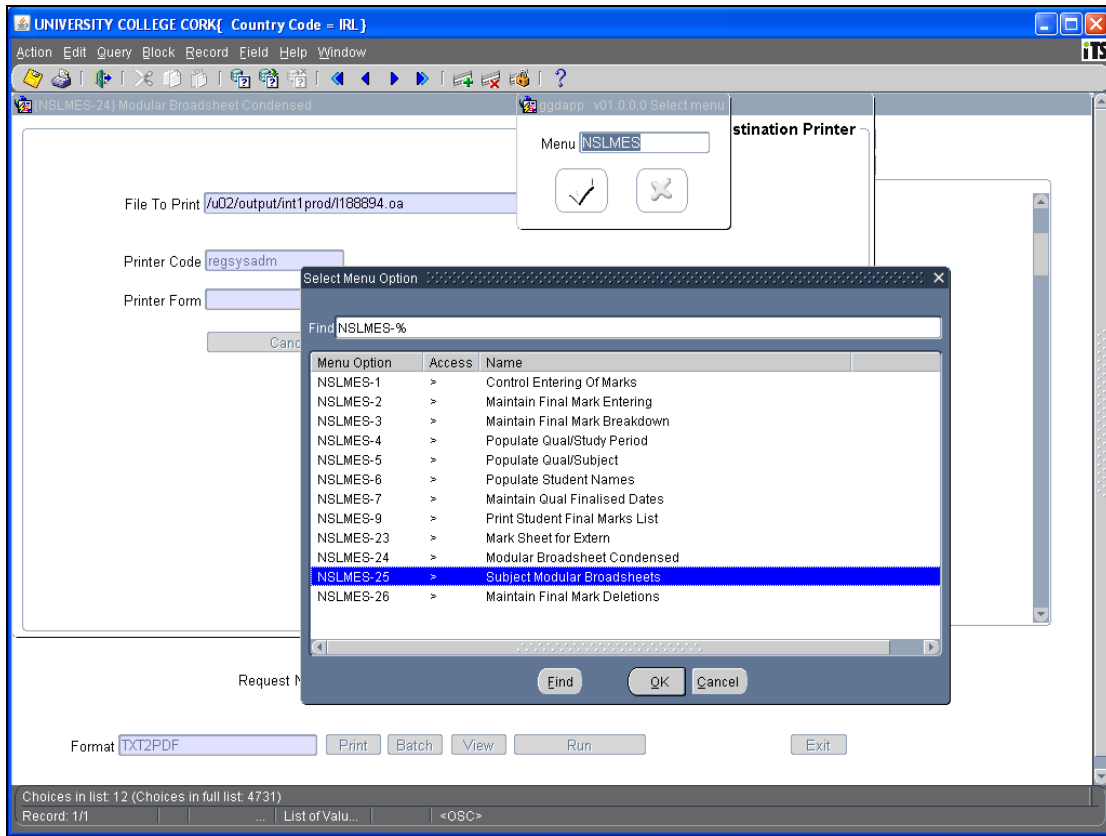 UNIVERSITY COLLEGE CORK{ Country Code = IRL}
Action Edit Query Block Record Field Help Window
iTS
(NSLMES-24) Modular Broadsheet Condensed
ggdapp : v01.0.0.0 Select menu
stination Printer
Menu NSLMES
File To Print /u02/output/int1prod/l188894.oa
Printer Code regsysadm
Printer Form
Canc
Select Menu Option
Find NSLMES-%
Menu Option Access Name
NSLMES-1 > Control Entering Of Marks
NSLMES-2 > Maintain Final Mark Entering
NSLMES-3 > Maintain Final Mark Breakdown
NSLMES-4 > Populate Qual/Study Period
NSLMES-5 > Populate Qual/Subject
NSLMES-6 > Populate Student Names
NSLMES-7 > Maintain Qual Finalised Dates
NSLMES-9 > Print Student Final Marks List
NSLMES-23 > Mark Sheet for Extern
NSLMES-24 > Modular Broadsheet Condensed
NSLMES-25 > Subject Modular Broadsheets
NSLMES-26 > Maintain Final Mark Deletions
Find OK Cancel
Request N
Format TXT2PDF Print Batch View Run Exit
Choices in list: 12 (Choices in full list: 4731)
Record: 1/1 ... List of Valu... <OSC>